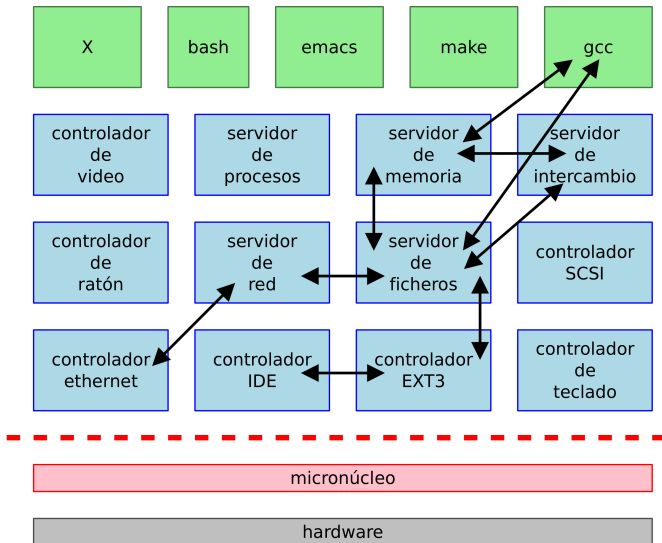 X
bash
emacs
make
gcc
controlador
de
video
servidor
de
procesos
servidor
de
memoria
servidor
de
intercambio
controlador
de
ratón
servidor
de
red
servidor
de
ficheros
controlador
SCSI
controlador
ethernet
controlador
IDE
controlador
EXT3
controlador
de
teclado
micronúcleo
hardware